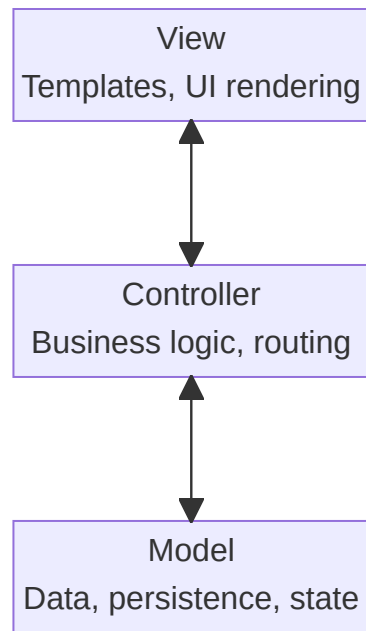 View
Templates, UI rendering
Controller
Business logic, routing
Model
Data, persistence, state